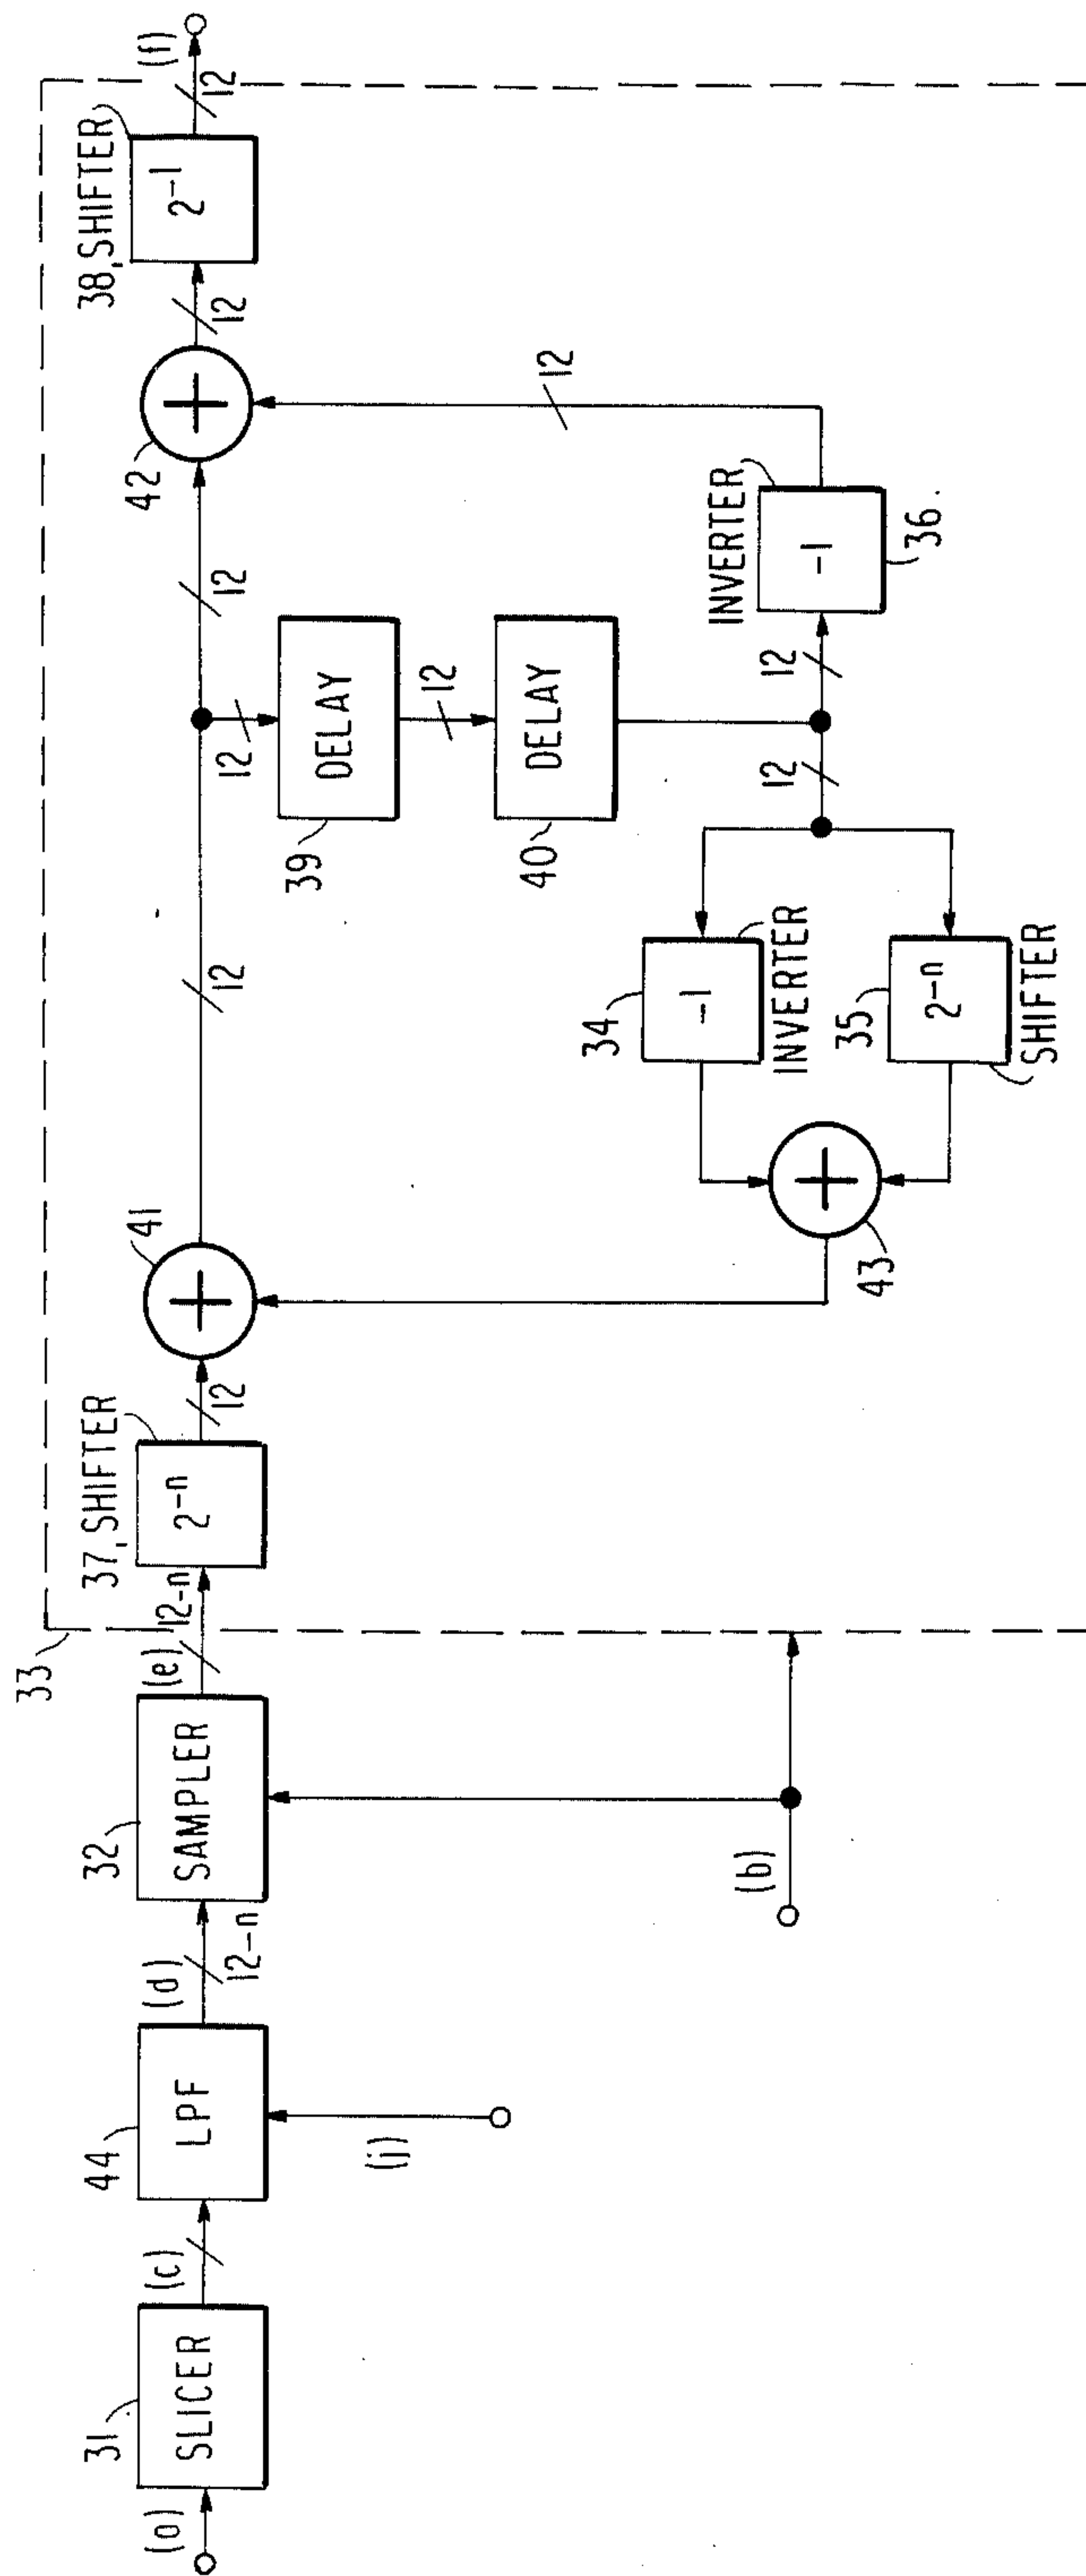 (a)
31
SLICER
(c)
44
LPF
(j)
(d)
12-n
32
SAMPLER
(b)
(e)
12-n
33
37, SHIFTER
2⁻ⁿ
12
41
12
12
42
12
38, SHIFTER
2⁻¹
12
(f)
12
39
DELAY
12
40
DELAY
12
12
INVERTER
-1
36.
12
34
-1
INVERTER
35
2⁻ⁿ
SHIFTER
43